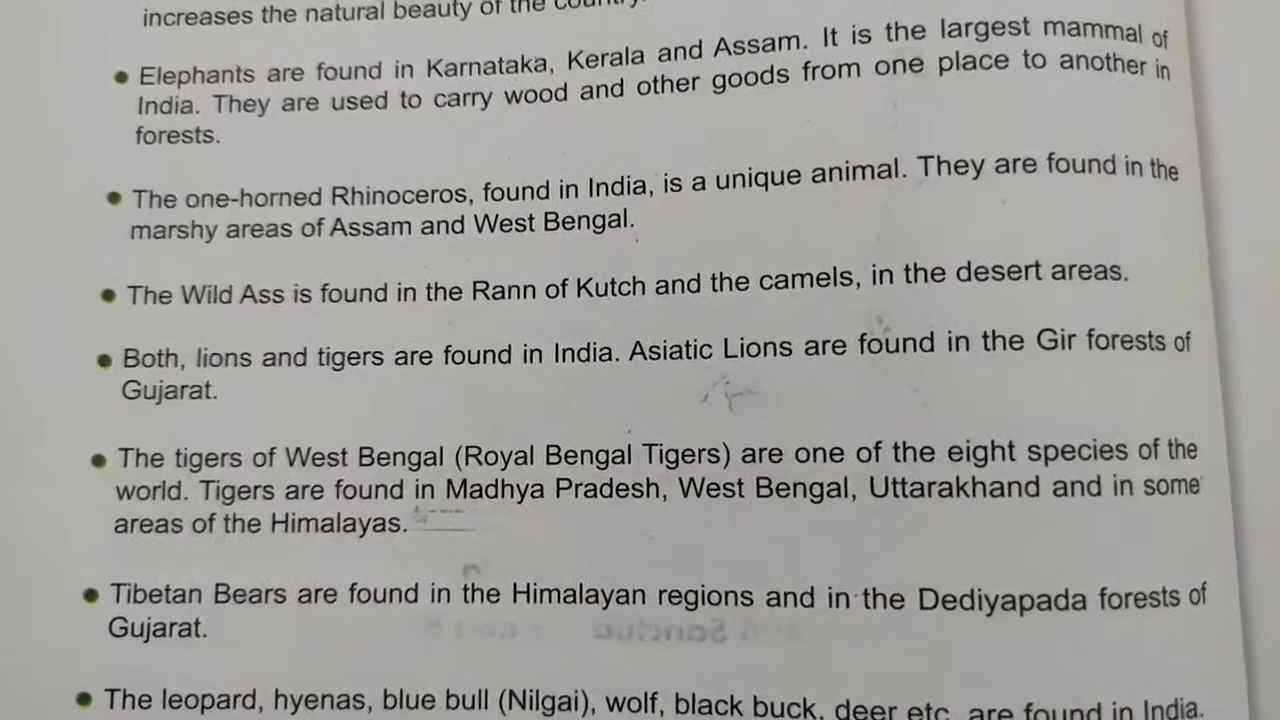 increases the natural beauty of the country.
• Elephants are found in Karnataka, Kerala and Assam. It is the largest mammal of
India. They are used to carry wood and other goods from one place to another in
forests.
• The one-horned Rhinoceros, found in India, is a unique animal. They are found in the
marshy areas of Assam and West Bengal.
• The Wild Ass is found in the Rann of Kutch and the camels, in the desert areas.
• Both, lions and tigers are found in India. Asiatic Lions are found in the Gir forests of
Gujarat.
• The tigers of West Bengal (Royal Bengal Tigers) are one of the eight species of the
world. Tigers are found in Madhya Pradesh, West Bengal, Uttarakhand and in some
areas of the Himalayas.
• Tibetan Bears are found in the Himalayan regions and in the Dediyapada forests of
Gujarat.
• The leopard, hyenas, blue bull (Nilgai), wolf, black buck, deer etc. are found in India.